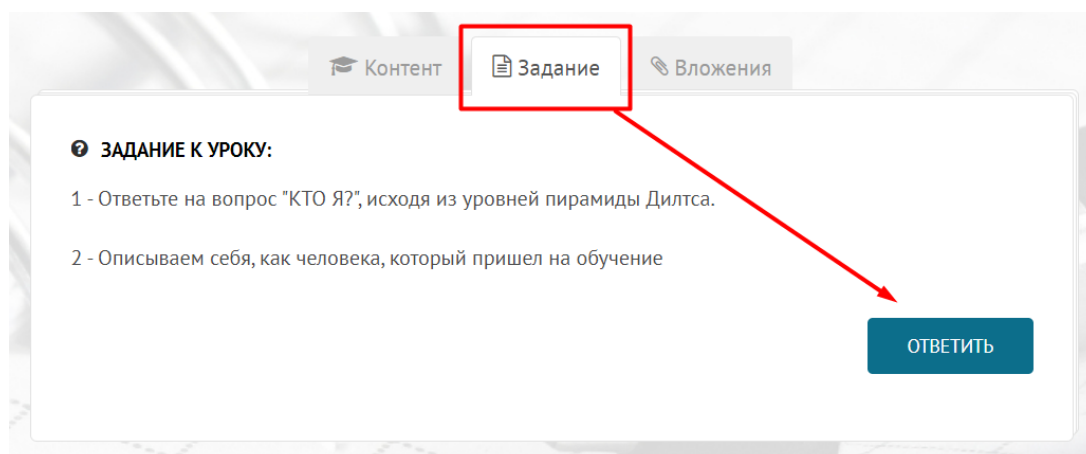 Контент Задание Вложения
ЗАДАНИЕ К УРОКУ:
1 - Ответьте на вопрос "КТО Я?", исходя из уровней пирамиды Дилтса.
2 - Описываем себя, как человека, который пришел на обучение
ОТВЕТИТЬ